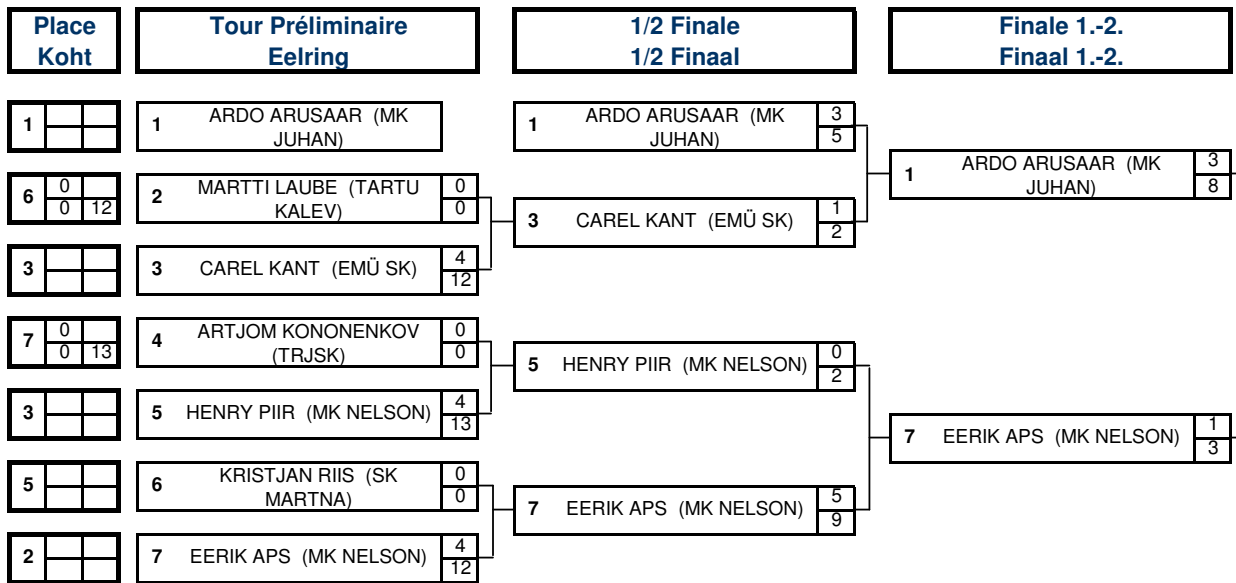 Place Tour Préliminaire 1/2 Finale Finale 1.-2.
Koht Eelring 1/2 Finaal Finaal 1.-2.
1 1 ARDO ARUSAAR (MK JUHAN) 1 ARDO ARUSAAR (MK JUHAN) 3 5
1 ARDO ARUSAAR (MK JUHAN) 3 8
6 0 0 12 2 MARTTI LAUBE (TARTU KALEV) 0 0
3 CAREL KANT (EMÜ SK) 1 2
3 3 CAREL KANT (EMÜ SK) 4 12
7 0 0 13 4 ARTJOM KONONENKOV (TRJSK) 0 0
5 HENRY PIIR (MK NELSON) 0 2
3 5 HENRY PIIR (MK NELSON) 4 13
7 EERIK APS (MK NELSON) 1 3
5 6 KRISTJAN RIIS (SK MARTNA) 0 0
7 EERIK APS (MK NELSON) 5 9
2 7 EERIK APS (MK NELSON) 4 12